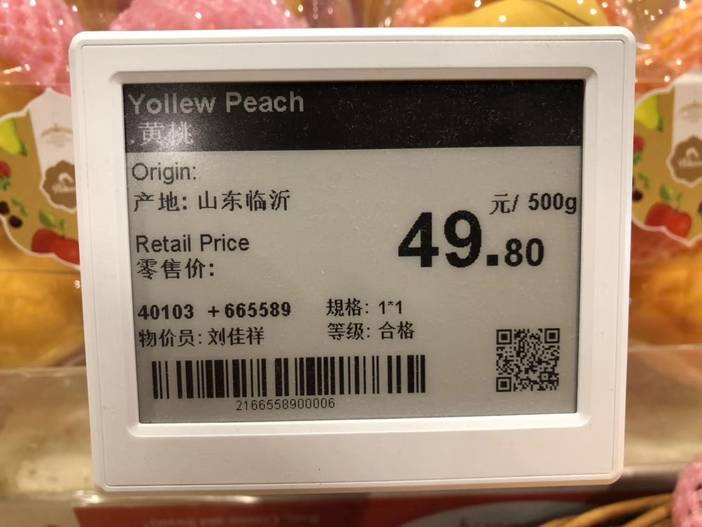 Yollew Peach
黄桃
Origin:
产地: 山东临沂
元/ 500g
Retail Price
零售价:
49.80
40103 +665589
规格: 1*1
物价员: 刘佳祥
等级: 合格
2166558900006